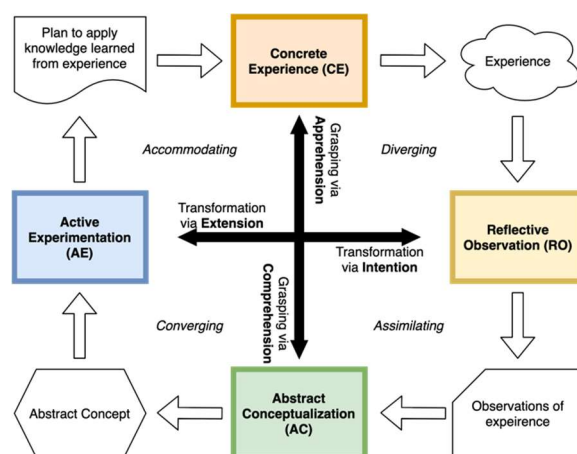 Plan to apply
knowledge learned
from experience
Concrete
Experience (CE)
Experience
Accommodating
Grasping via
Apprehension
Diverging
Active
Experimentation
(AE)
Transformation
via Extension
Transformation
via Intention
Reflective
Observation (RO)
Converging
Grasping via
Comprehension
Assimilating
Abstract Concept
Abstract
Conceptualization
(AC)
Observations of
expeirence